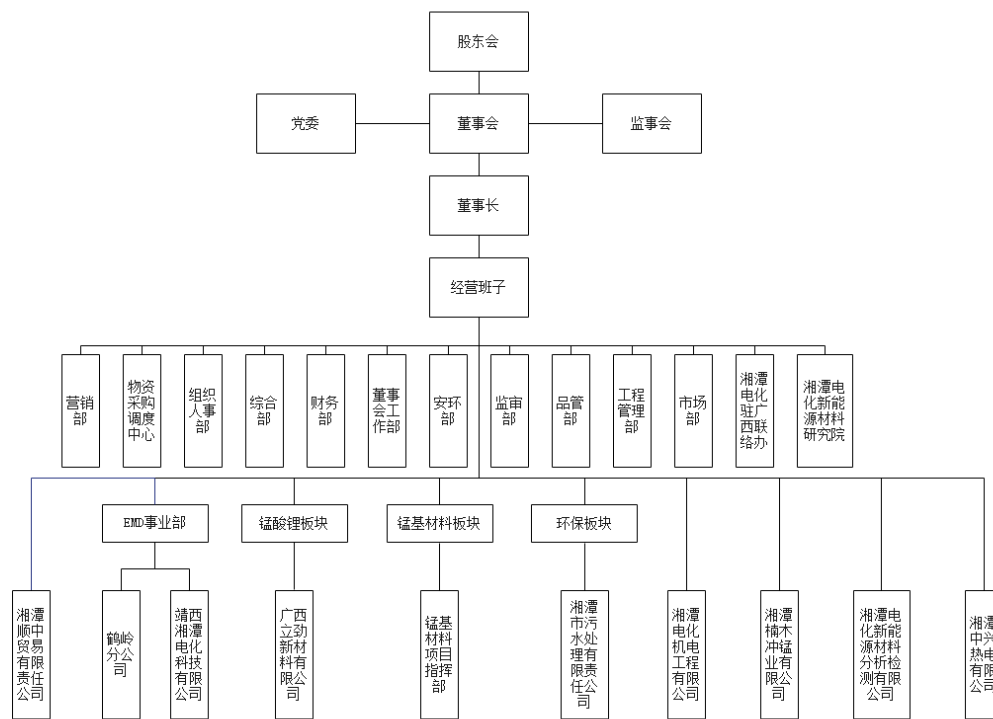 股东会
党委
董事会
监事会
董事长
经营班子
营销
部
物资
采购
调度
中心
组织
人事
部
综合
部
财务
部
董事
会工
作部
安环
部
监审
部
品管
部
工程
管理
部
市场
部
湘潭
电化
驻广
西联
络办
湘潭电
化新能
源材料
研究院
EMD事业部
锰酸锂板块
锰基材料板块
环保板块
湘潭
顺中
贸易
有限
责任
公司
鹤岭
分公
司
靖西
湘潭
电化
科技
有限
公司
广西
立劲
新材
料有
限公
司
锰基
材料
项目
指挥
部
湘潭
市污
水处
理有
限责
任公
司
湘潭
电化
机电
工程
有限
公司
湘潭
楠木
冲锰
业有
限公
司
湘潭电
化新能
源材料
分析检
测有限
公司
湘潭
中兴
热电
有限
公司